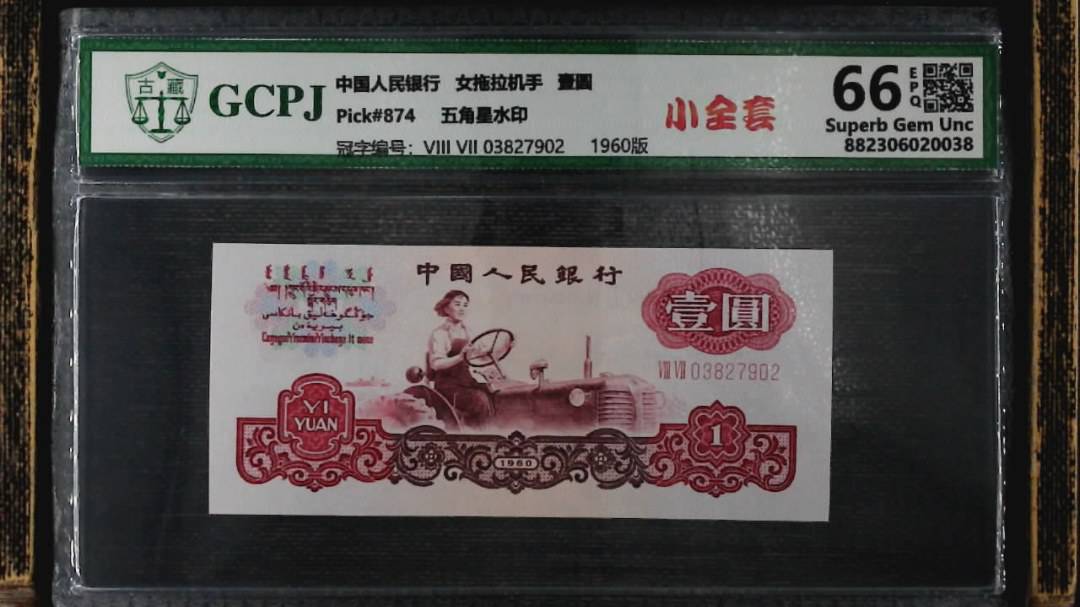 古藏
GCPJ
中国人民银行 女拖拉机手 壹圆
Pick#874 五角星水印
冠字编号：VIII VII 03827902 1960版
小全套
66 EPQ
Superb Gem Unc
882306020038
中國人民銀行
壹圓
VIII VII 03827902
YI
YUAN
1960
1